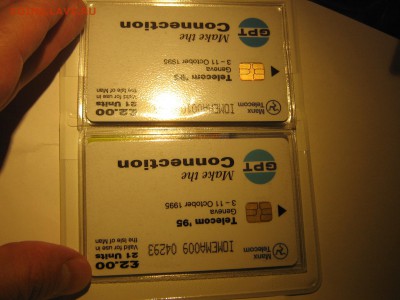 Manx
Telecom
IOMEMA009 04293
£2.00
21 Units
Valid for use in
the Isle of Man
Telecom '95
Geneva
3 – 11 October 1995
Make the
Connection
GPT
Manx
Telecom
£2.00
21 Units
Valid for use in
the Isle of Man
Telecom '95
Geneva
3 – 11 October 1995
Make the
Connection
GPT